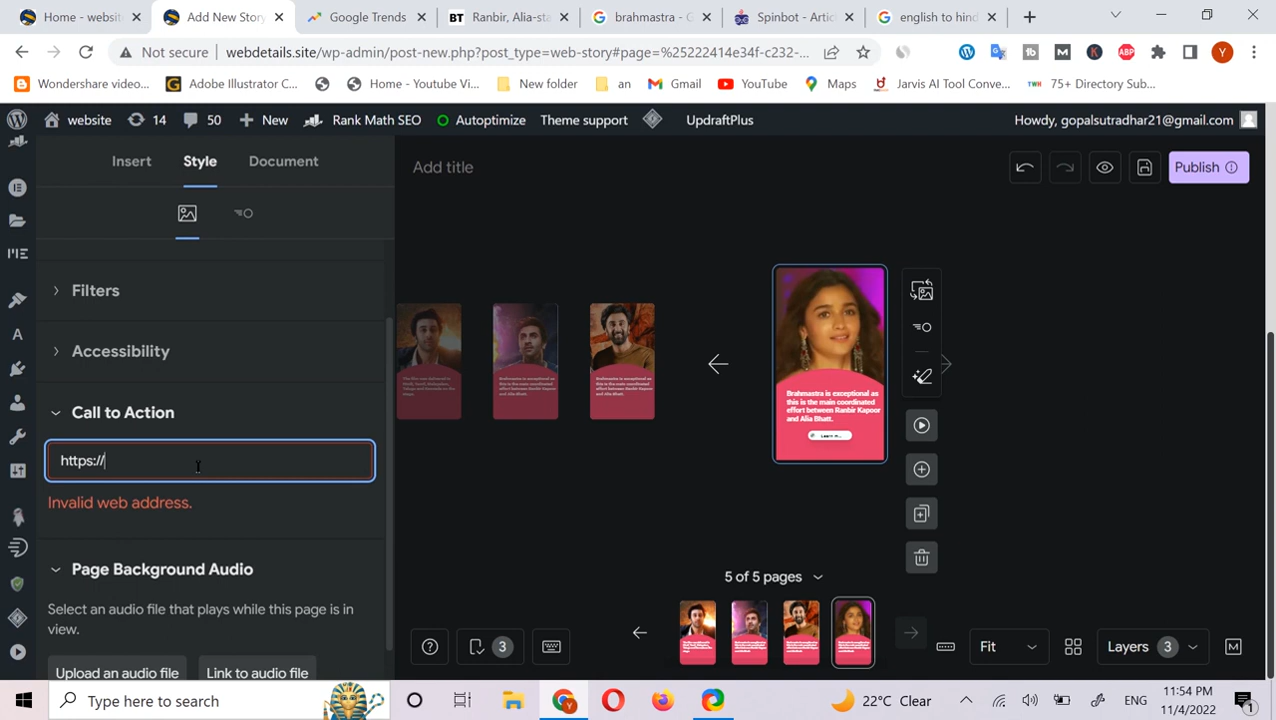 Home - website
Add New Story
Google Trends
Ranbir, Alia-sta
brahmastra - G
Spinbot - Artic
english to hind
Not secure
webdetails.site/wp-admin/post-new.php?post_type=web-story#page=%25222414e34f-c232-...
Wondershare video...
Adobe Illustrator C...
Home - Youtube Vi...
New folder
an
Gmail
YouTube
Maps
Jarvis AI Tool Conve...
75+ Directory Sub...
website
14
50
New
Rank Math SEO
Autoptimize
Theme support
UpdraftPlus
Howdy, gopalsutradhar21@gmail.com
Insert
Style
Document
Add title
Publish
Filters
Accessibility
Call to Action
https://
Invalid web address.
Page Background Audio
Select an audio file that plays while this page is in
view.
Upload an audio file
Link to audio file
Brahmastra is exceptional as
this is the main coordinated
effort between Ranbir Kapoor
and Alia Bhatt.
5 of 5 pages
3
Fit
Layers
Type here to search
22°C Clear
ENG
11:54 PM
11/4/2022